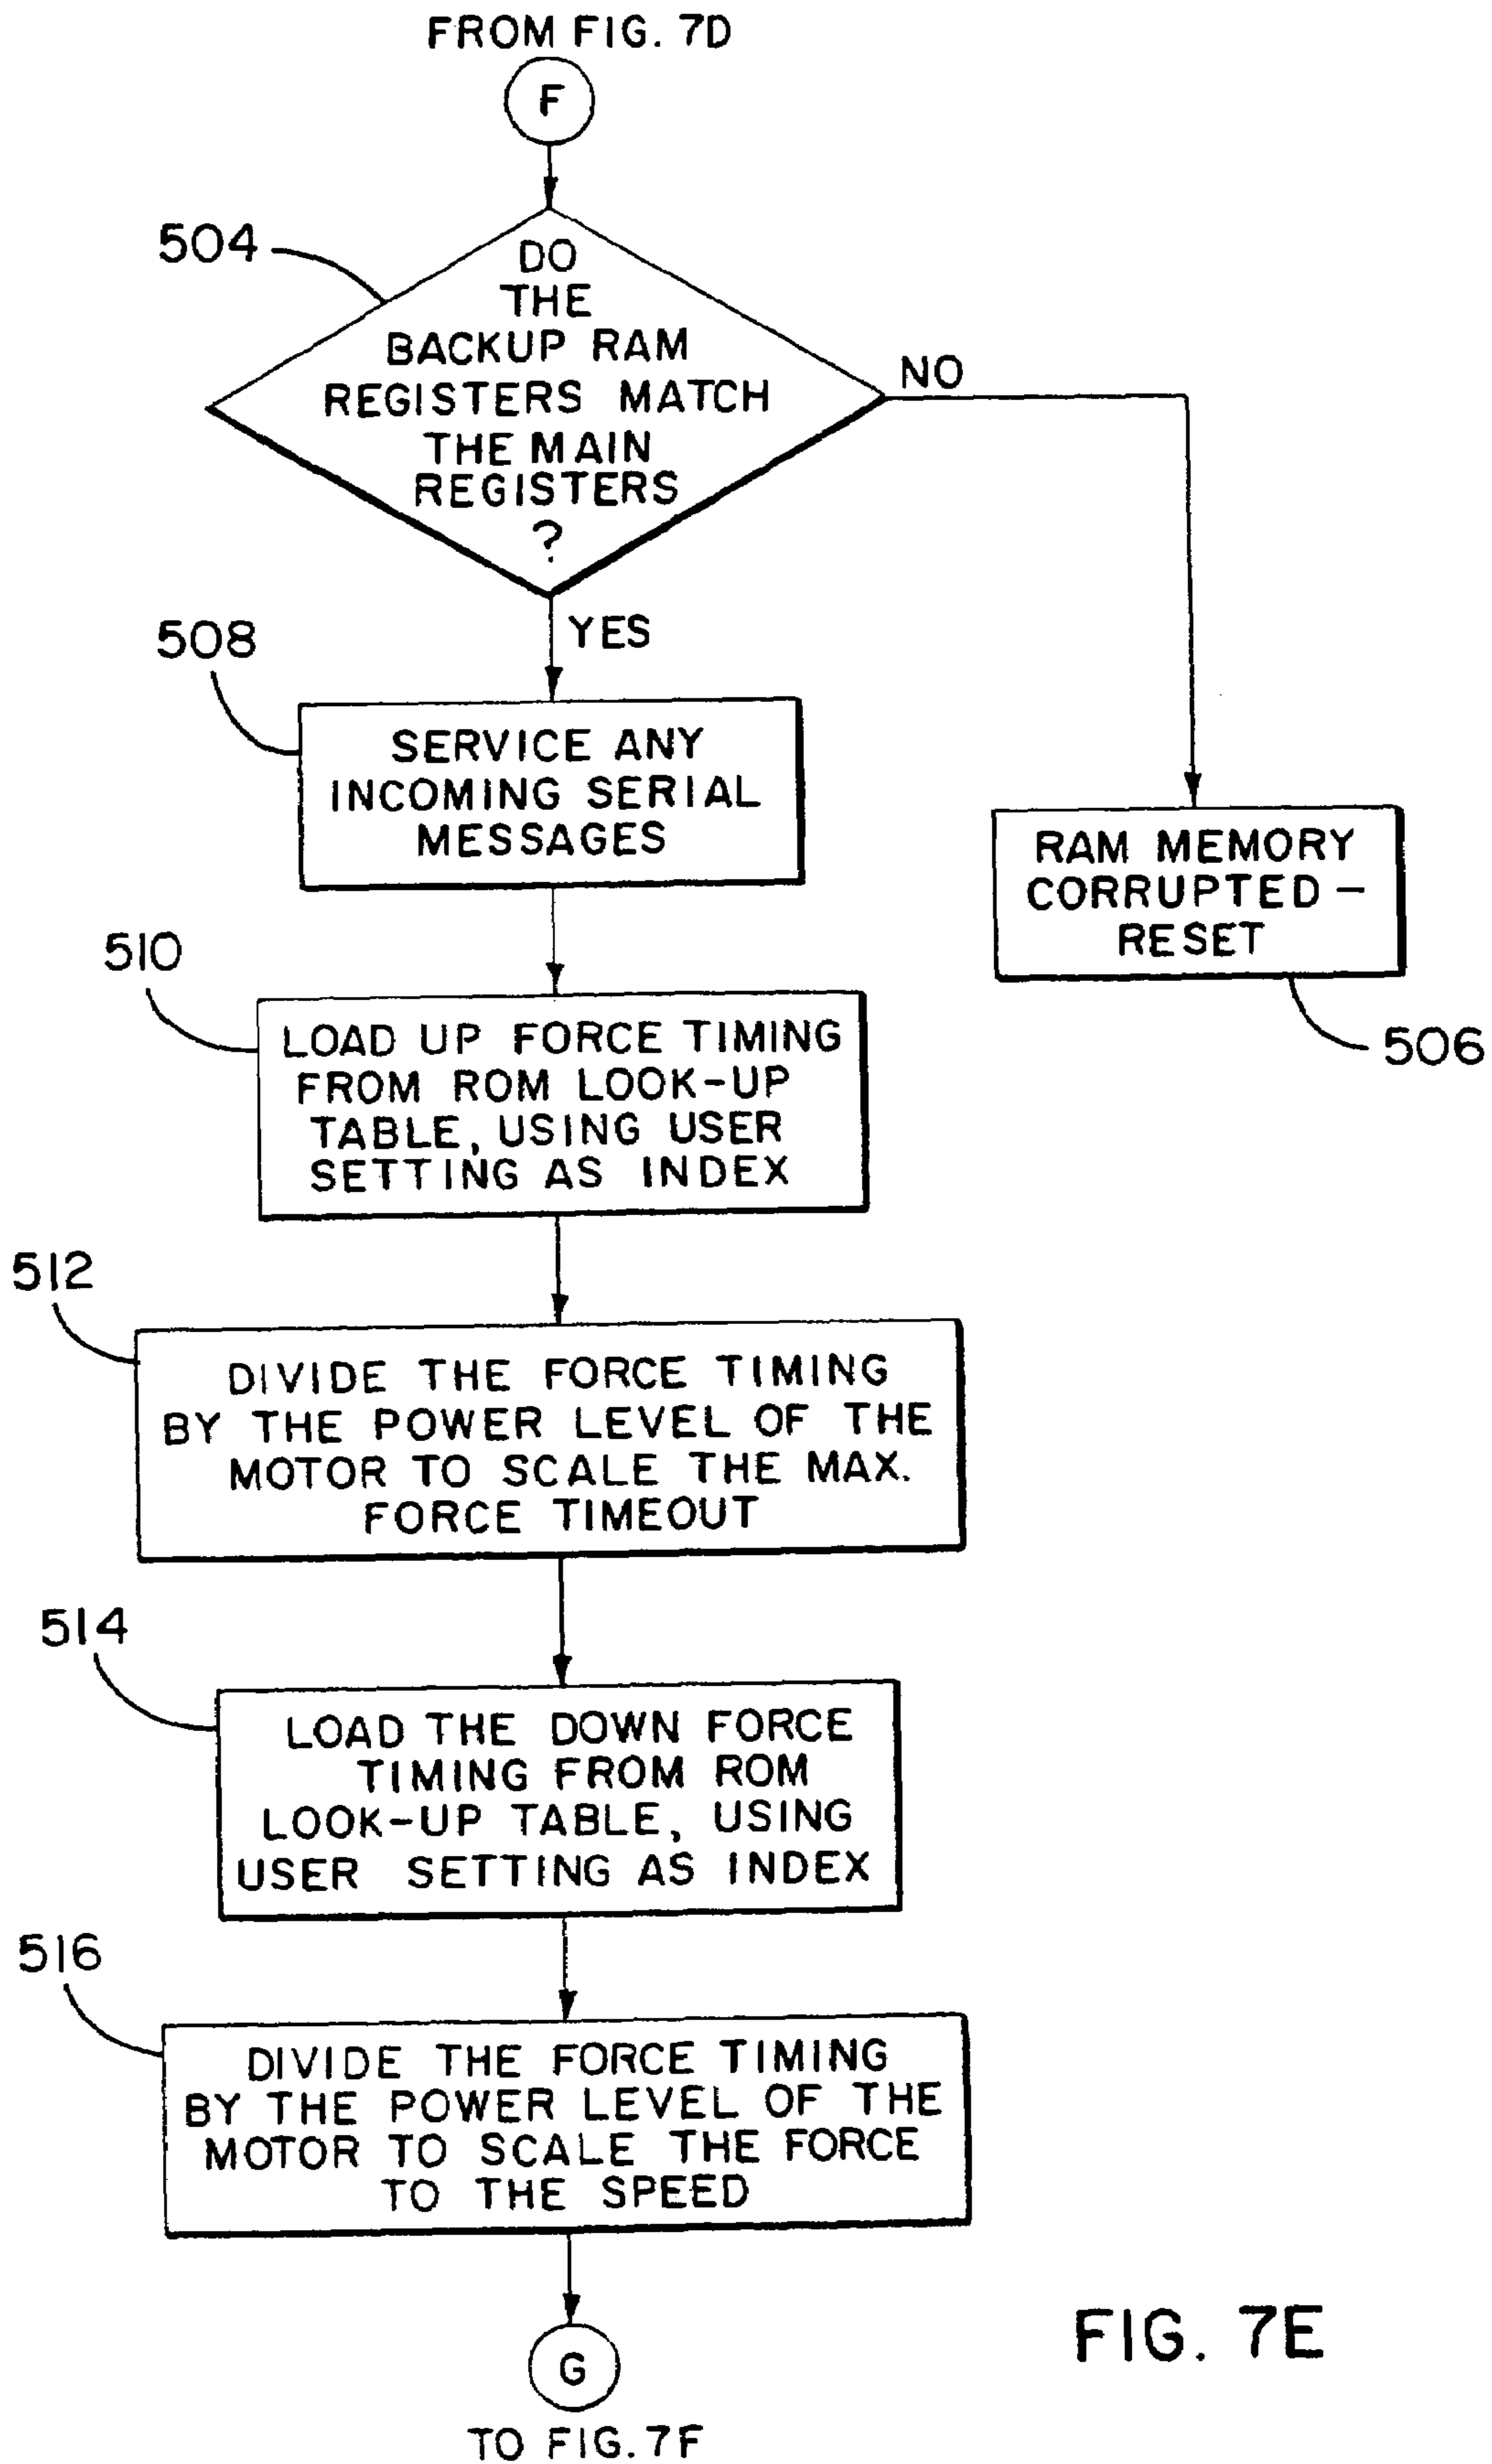 FROM FIG. 7D
F
504
DO
THE
BACKUP RAM
REGISTERS MATCH
THE MAIN
REGISTERS
?
NO
YES
508
SERVICE ANY
INCOMING SERIAL
MESSAGES
RAM MEMORY
CORRUPTED –
RESET
506
510
LOAD UP FORCE TIMING
FROM ROM LOOK-UP
TABLE, USING USER
SETTING AS INDEX
512
DIVIDE THE FORCE TIMING
BY THE POWER LEVEL OF THE
MOTOR TO SCALE THE MAX.
FORCE TIMEOUT
514
LOAD THE DOWN FORCE
TIMING FROM ROM
LOOK-UP TABLE, USING
USER SETTING AS INDEX
516
DIVIDE THE FORCE TIMING
BY THE POWER LEVEL OF THE
MOTOR TO SCALE THE FORCE
TO THE SPEED
G
TO FIG. 7F
FIG. 7E